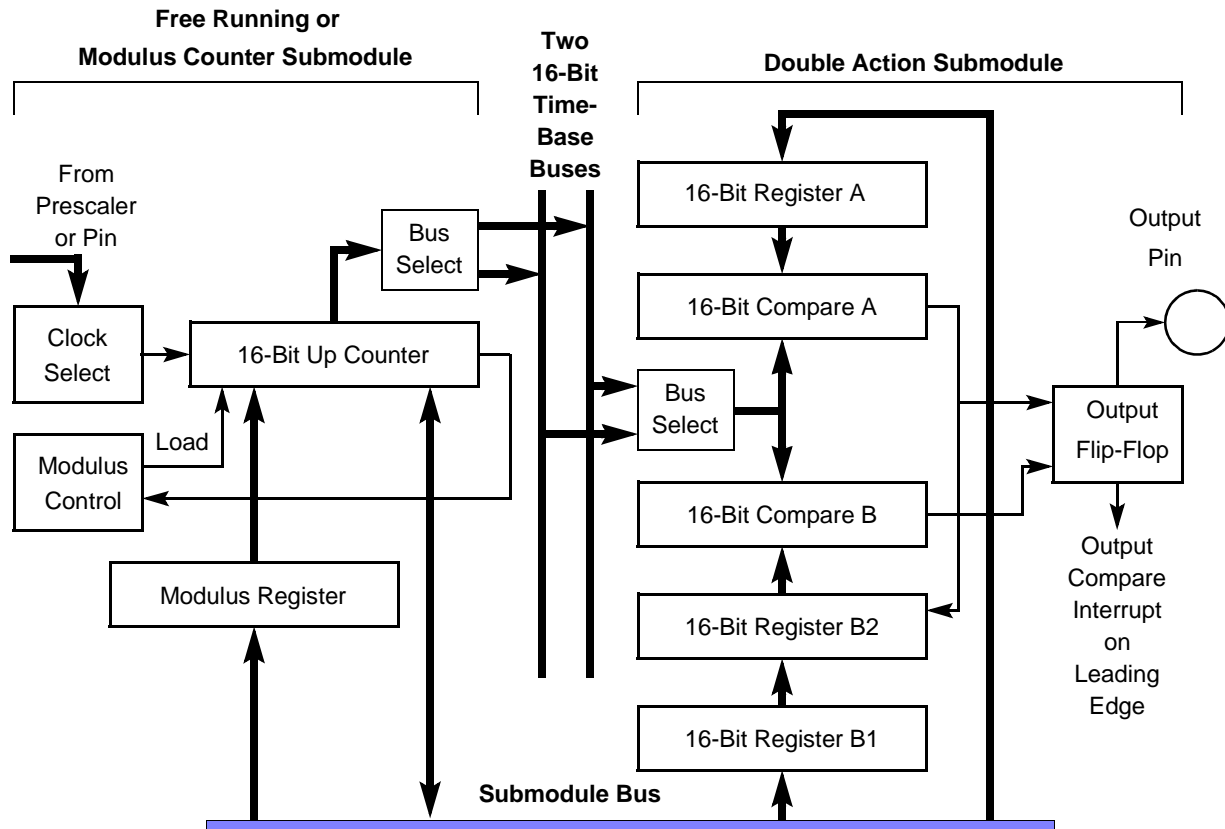 Free Running or
Modulus Counter Submodule
Two
16-Bit
Time-
Base
Buses
Double Action Submodule
From
Prescaler
or Pin
Bus
Select
Clock
Select
16-Bit Up Counter
Load
Modulus
Control
Modulus Register
16-Bit Register A
16-Bit Compare A
Bus
Select
16-Bit Compare B
16-Bit Register B2
16-Bit Register B1
Output
Pin
Output
Flip-Flop
Output
Compare
Interrupt
on
Leading
Edge
Submodule Bus